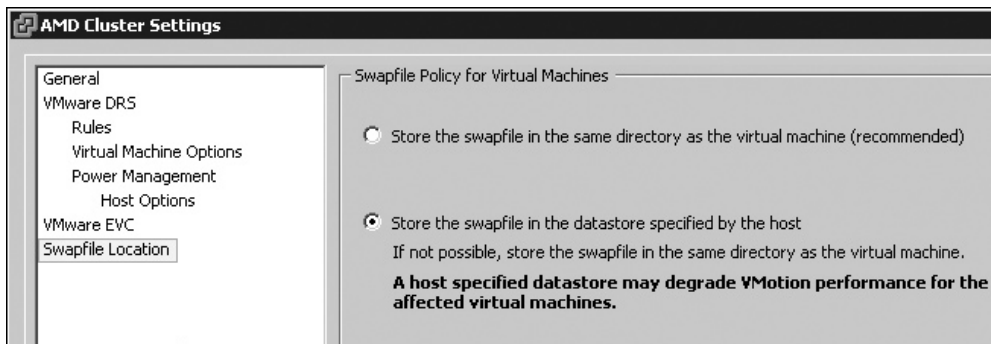 AMD Cluster Settings
General
VMware DRS
Rules
Virtual Machine Options
Power Management
Host Options
VMware EVC
Swapfile Location
Swapfile Policy for Virtual Machines
Store the swapfile in the same directory as the virtual machine (recommended)
Store the swapfile in the datastore specified by the host
If not possible, store the swapfile in the same directory as the virtual machine.
A host specified datastore may degrade VMotion performance for the
affected virtual machines.